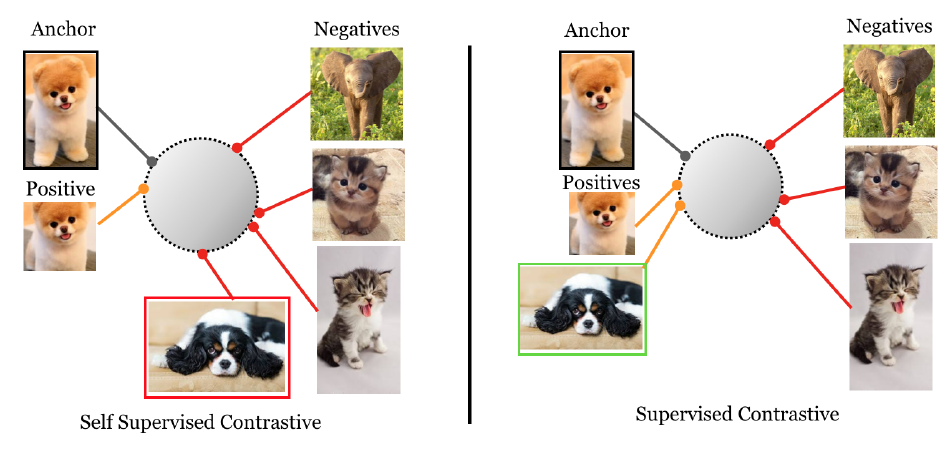 Anchor
Negatives
Positive
Self Supervised Contrastive
Anchor
Negatives
Positives
Supervised Contrastive